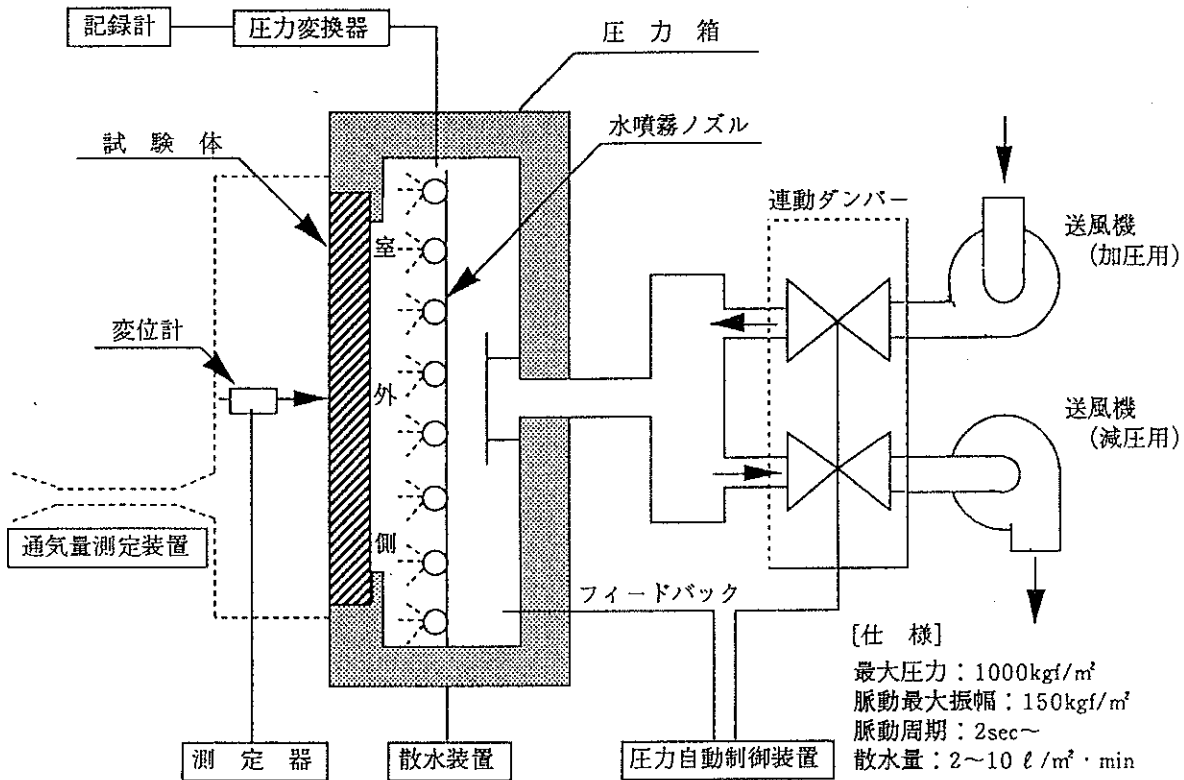 記録計
圧力変換器
圧力箱
試験体
水噴霧ノズル
連動ダンパー
送風機
(加圧用)
室
外
側
変位計
送風機
(減圧用)
通気量測定装置
フィードバック
測定器
散水装置
圧力自動制御装置
[仕様]
最大圧力：1000kgf/㎡
脈動最大振幅：150kgf/㎡
脈動周期：2sec～
散水量：2～10 ℓ/㎡・min